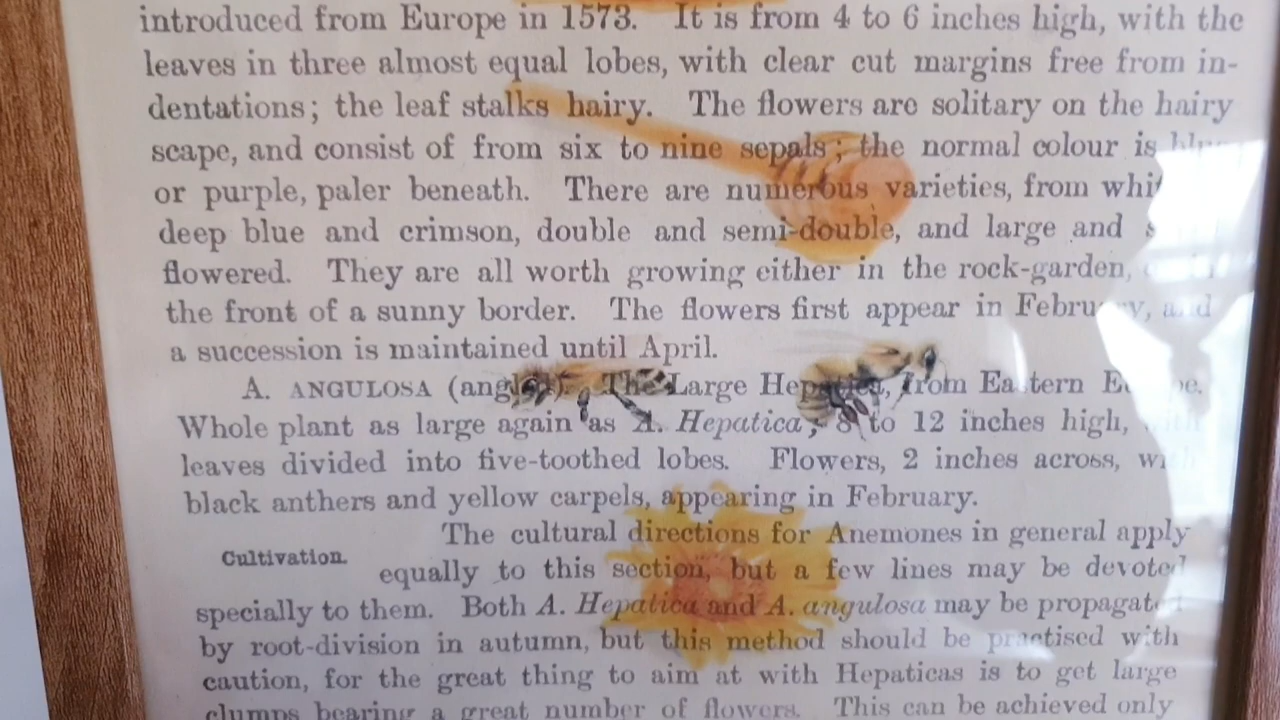 introduced from Europe in 1573. It is from 4 to 6 inches high, with the
leaves in three almost equal lobes, with clear cut margins free from in-
dentations; the leaf stalks hairy. The flowers are solitary on the hairy
scape, and consist of from six to nine sepals; the normal colour is blue
or purple, paler beneath. There are numerous varieties, from
deep blue and crimson, double and semi-double, and large and
flowered. They are all worth growing either in the rock-garden,
the front of a sunny border. The flowers first appear in February, and
a succession is maintained until April.
A. ANGULOSA The Large Hepatica, from Eastern Europe.
Whole plant as large again as A. Hepatica, 8 to 12 inches high, with
leaves divided into five-toothed lobes. Flowers, 2 inches across, with
black anthers and yellow carpels, appearing in February.
The cultural directions for Anemones in general apply
Cultivation.
equally to this section, but a few lines may be devoted
specially to them. Both A. Hepatica and A. angulosa may be propagated
by root-division in autumn, but this method should be practised with
caution, for the great thing to aim at with Hepaticas is to get large
clumps bearing a great number of flowers. This can be achieved only